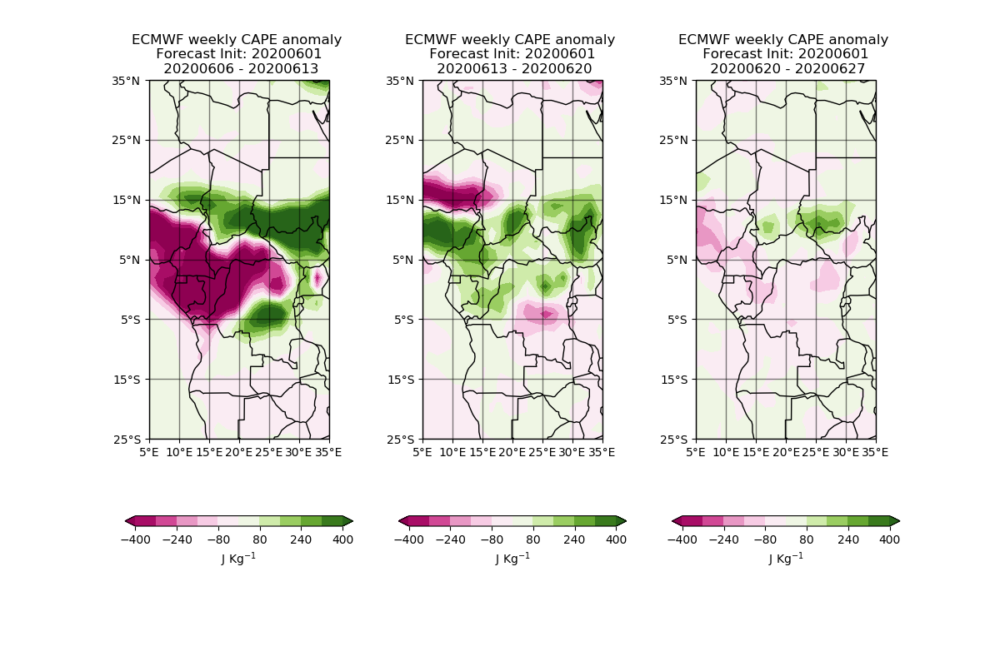 ECMWF weekly CAPE anomaly
Forecast Init: 20200601
20200606 - 20200613
35°N
25°N
15°N
5°N
5°S
15°S
25°S
5°E 10°E 15°E 20°E 25°E 30°E 35°E
−400 −240 −80 80 240 400
J Kg⁻¹
ECMWF weekly CAPE anomaly
Forecast Init: 20200601
20200613 - 20200620
35°N
25°N
15°N
5°N
5°S
15°S
25°S
5°E 10°E 15°E 20°E 25°E 30°E 35°E
−400 −240 −80 80 240 400
J Kg⁻¹
ECMWF weekly CAPE anomaly
Forecast Init: 20200601
20200620 - 20200627
35°N
25°N
15°N
5°N
5°S
15°S
25°S
5°E 10°E 15°E 20°E 25°E 30°E 35°E
−400 −240 −80 80 240 400
J Kg⁻¹